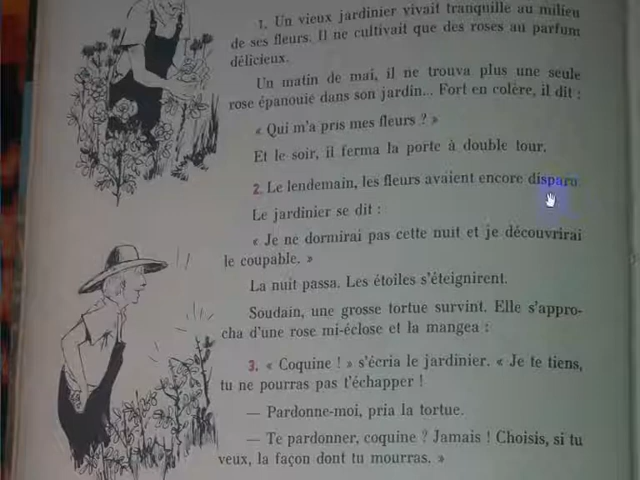 1. Un vieux jardinier vivait tranquille au milieu
de ses fleurs. Il ne cultivait que des roses au parfum
délicieux.
Un matin de mai, il ne trouva plus une seule
rose épanouie dans son jardin... Fort en colère, il dit :
« Qui m'a pris mes fleurs ? »
Et le soir, il ferma la porte à double tour.
2. Le lendemain, les fleurs avaient encore disparu
Le jardinier se dit :
« Je ne dormirai pas cette nuit et je découvrirai
le coupable. »
La nuit passa. Les étoiles s'éteignirent.
Soudain, une grosse tortue survint. Elle s'appro-
cha d'une rose mi-éclose et la mangea :
3. « Coquine ! » s'écria le jardinier. « Je te tiens,
tu ne pourras pas t'échapper !
— Pardonne-moi, pria la tortue.
— Te pardonner, coquine ? Jamais ! Choisis, si tu
veux, la façon dont tu mourras. »